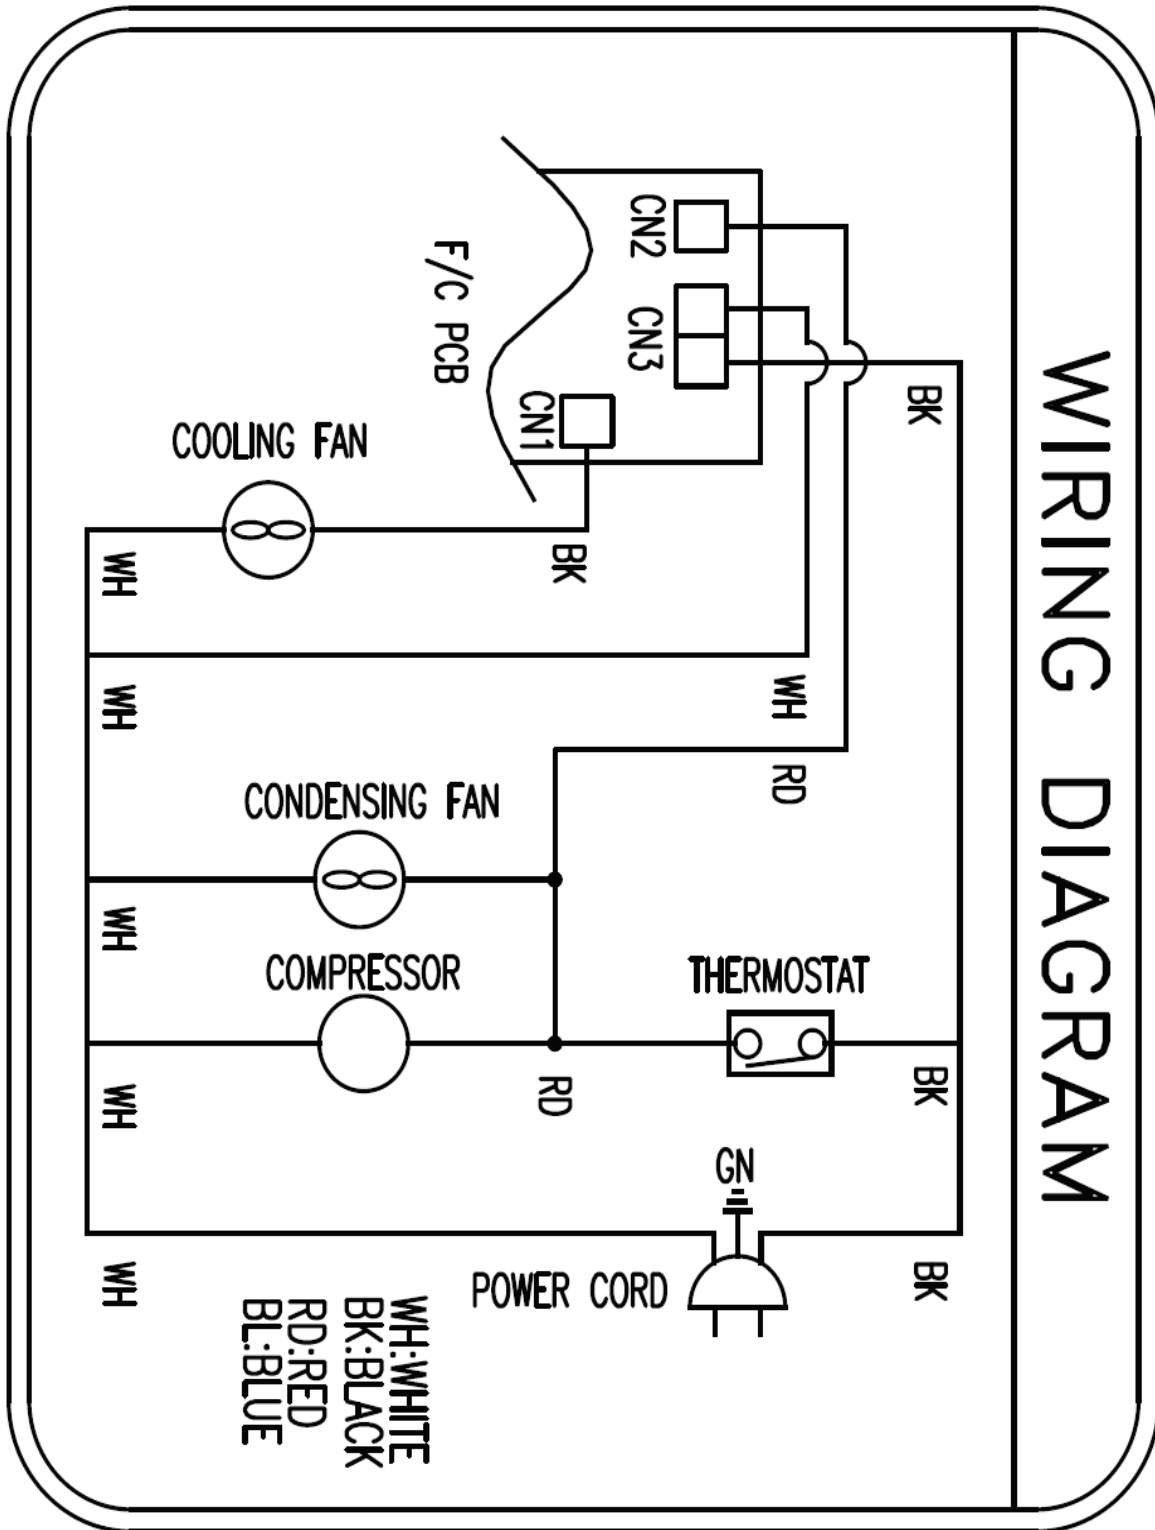 WIRING DIAGRAM
CN2
CN3
BK
F/C PCB
CN1
COOLING FAN
BK
WH
WH
WH
RD
CONDENSING FAN
WH
COMPRESSOR
THERMOSTAT
RD
BK
WH
GN
POWER CORD
BK
WH
WH:WHITE
BK:BLACK
RD:RED
BL:BLUE